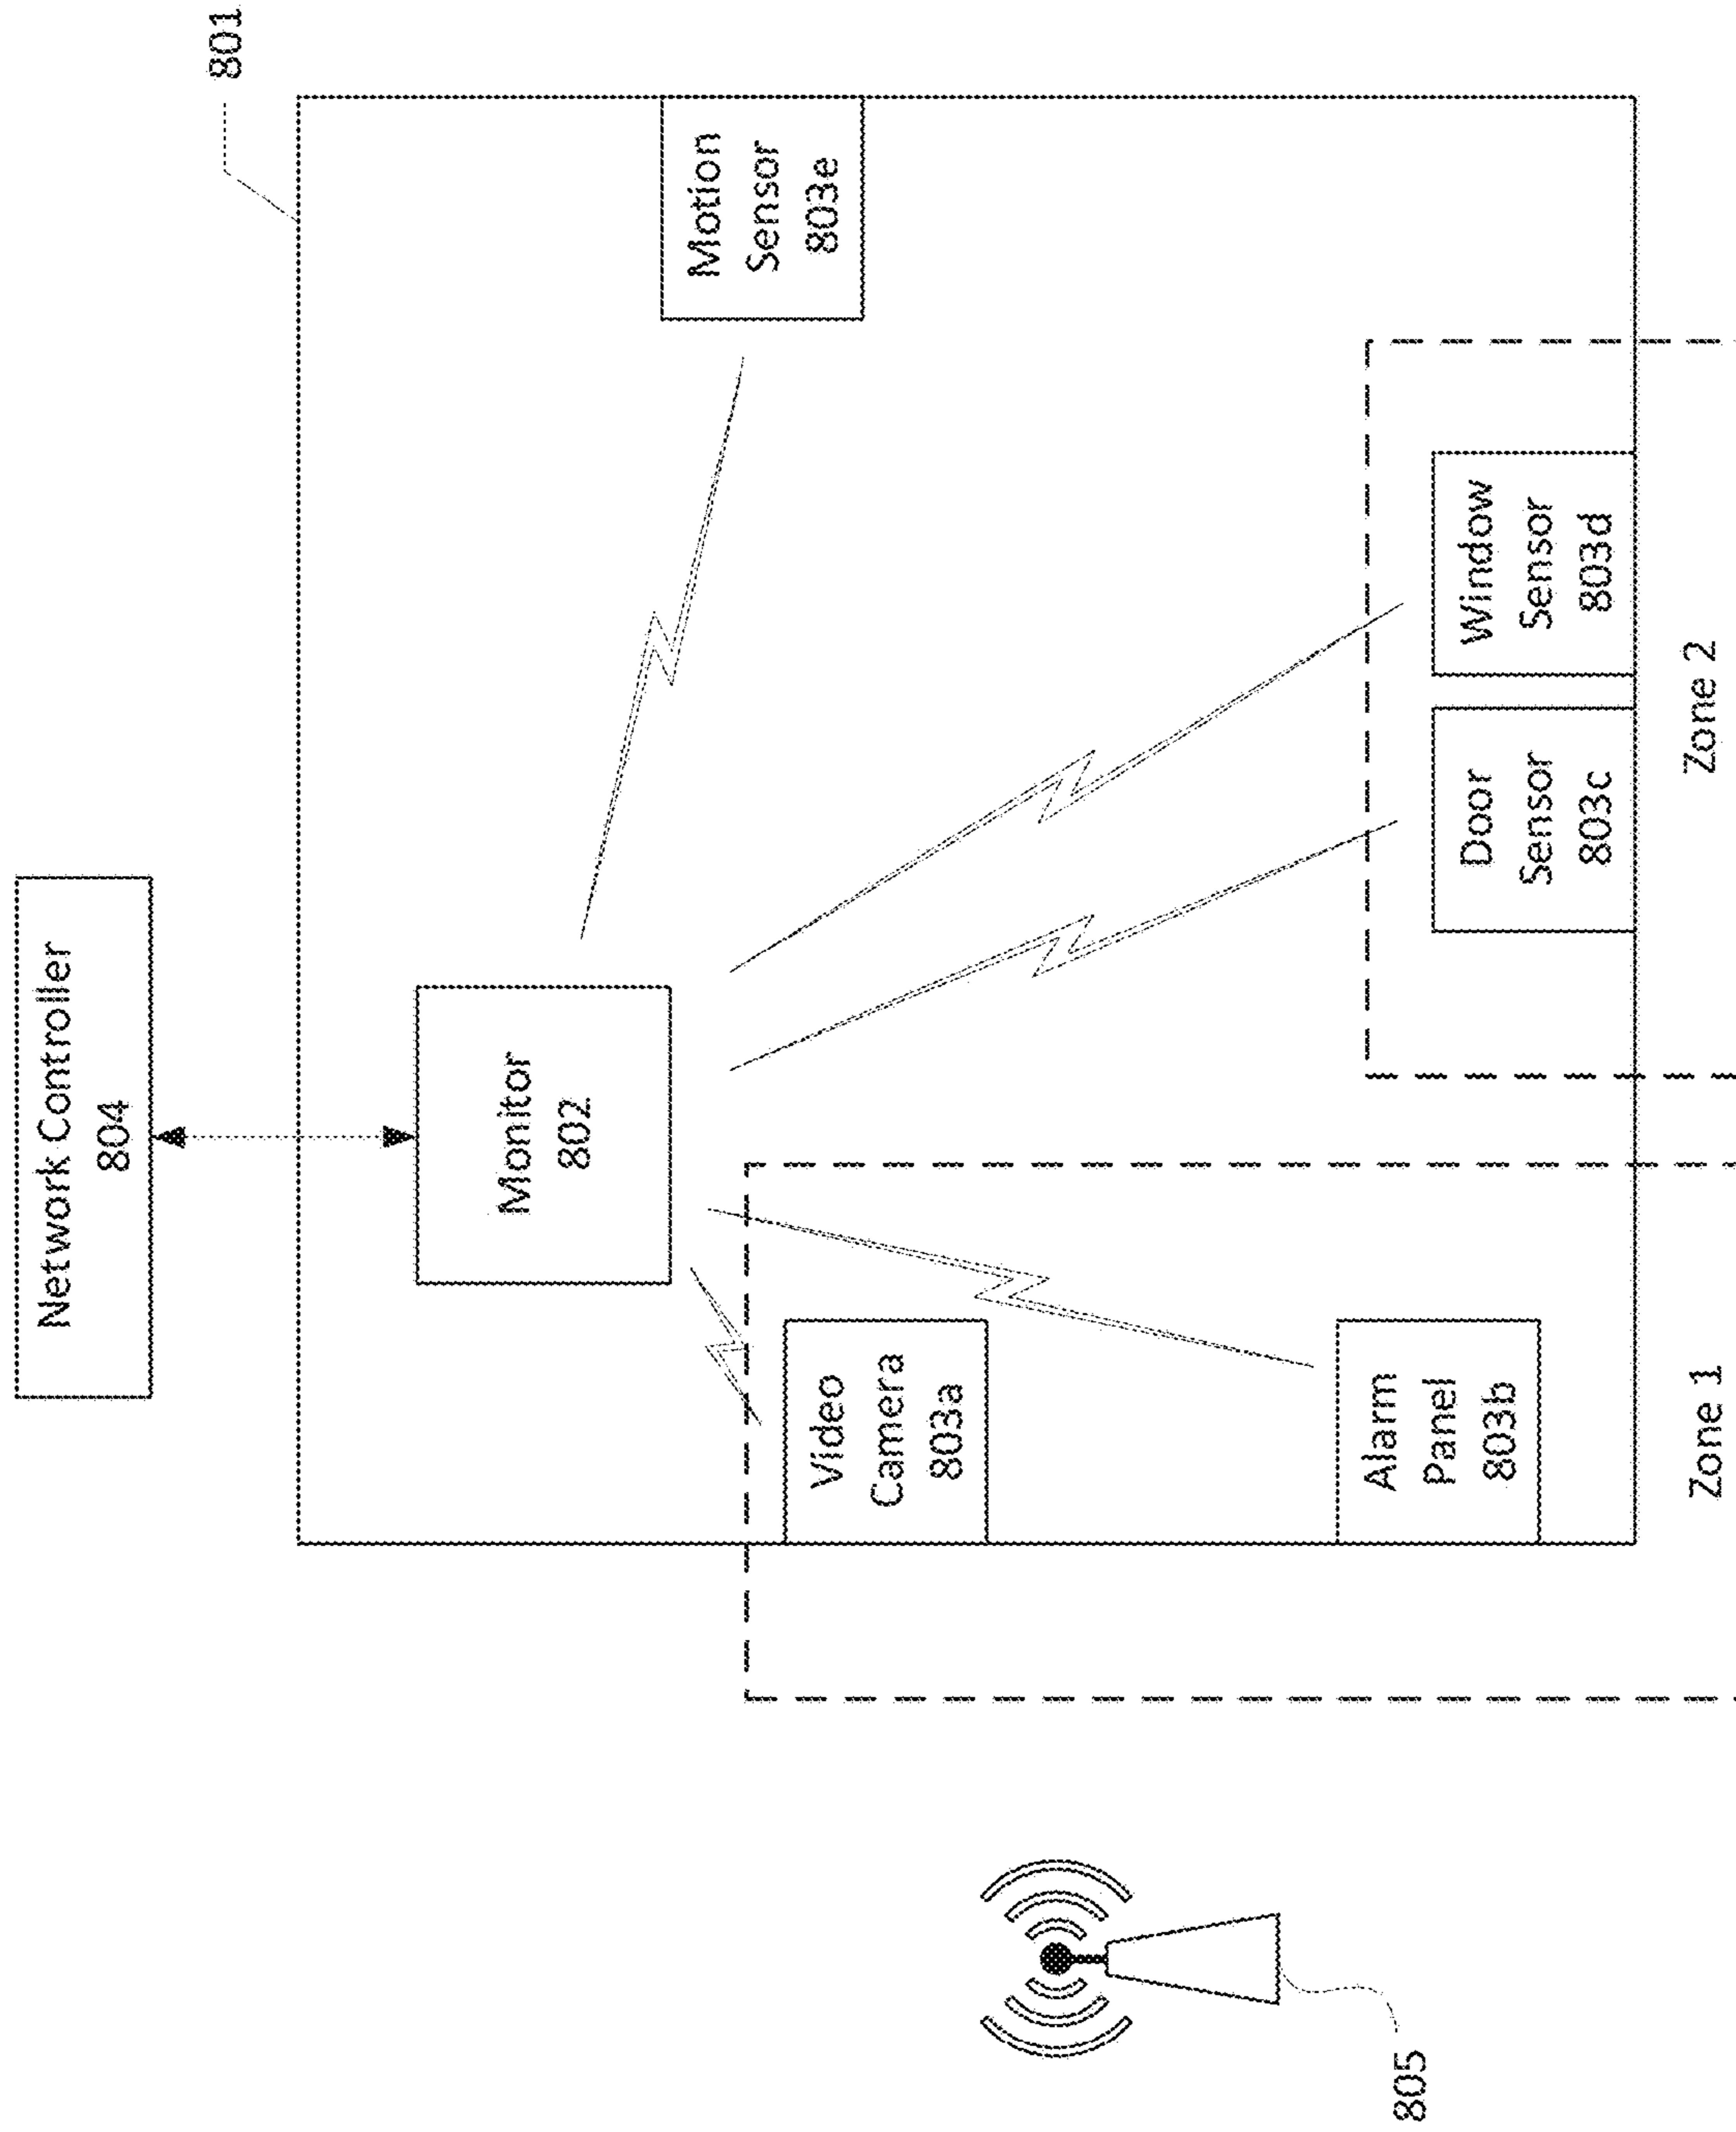 Network Controller
804
801
Monitor
802
Motion
Sensor
803e
Video
Camera
803a
Alarm
Panel
803b
Door
Sensor
803c
Window
Sensor
803d
Zone 1
Zone 2
805